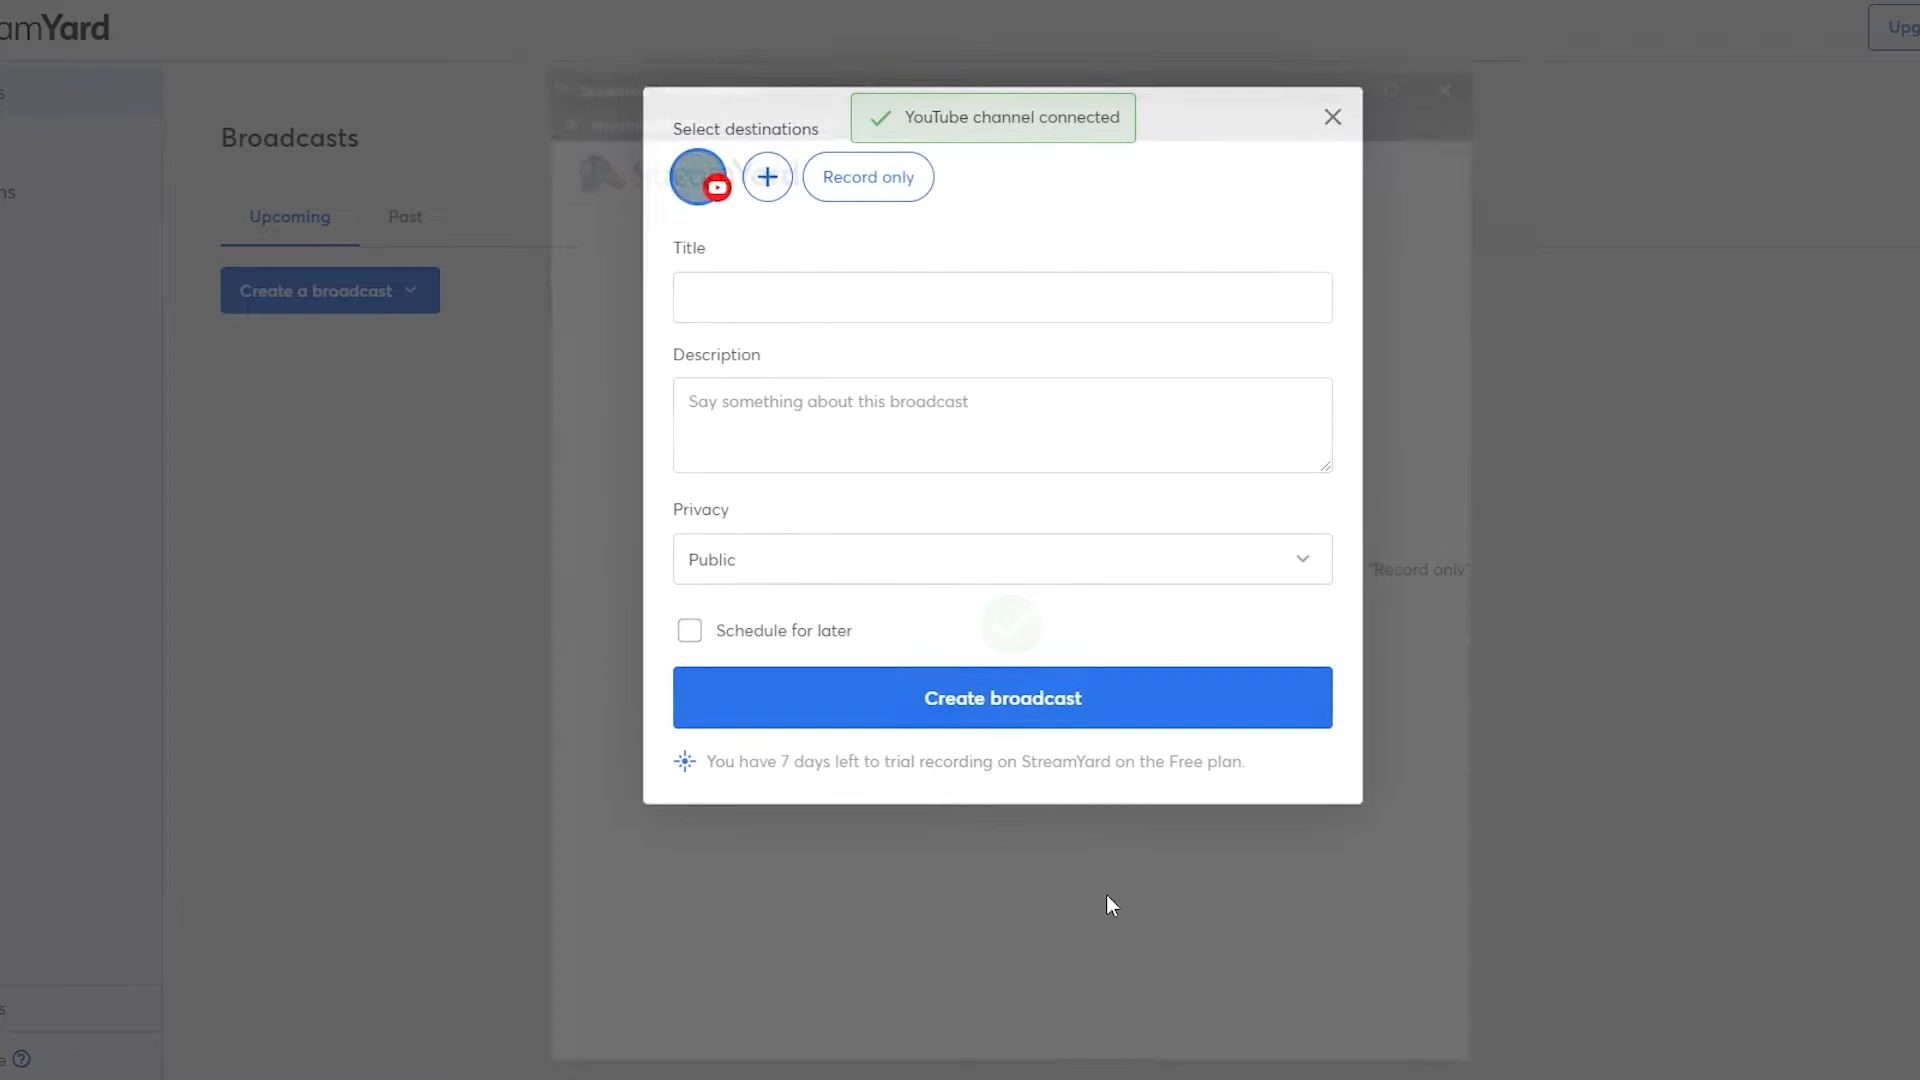 amYard
Upg
Broadcasts
Upcoming
Past
Create a broadcast
YouTube channel connected
Select destinations
Record only
Title
Description
Say something about this broadcast
Privacy
Public
"Record only"
Schedule for later
Create broadcast
You have 7 days left to trial recording on StreamYard on the Free plan.